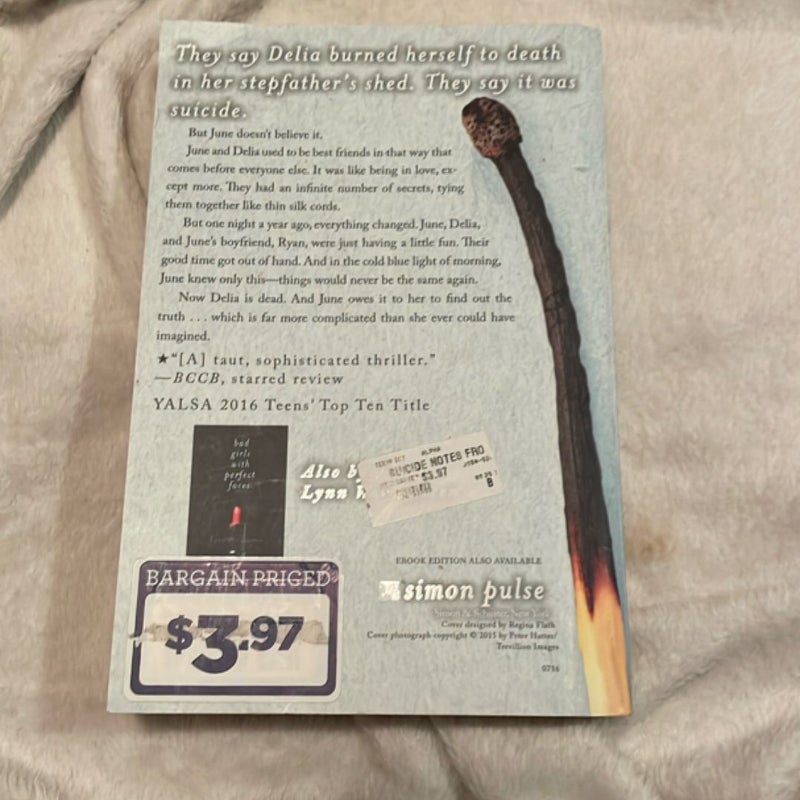 They say Delia burned herself to death
in her stepfather's shed. They say it was
suicide.
But June doesn't believe it.
June and Delia used to be best friends in that way that
comes before everyone else. It was like being in love, ex-
cept more. They had an infinite number of secrets, tying
them together like thin silk cords.
But one night a year ago, everything changed. June, Delia,
and June's boyfriend, Ryan, were just having a little fun. Their
good time got out of hand. And in the cold blue light of morning,
June knew only this—things would never be the same again.
Now Delia is dead. And June owes it to her to find out the
truth . . . which is far more complicated than she ever could have
imagined.
★"[A] taut, sophisticated thriller."
—BCCB, starred review
YALSA 2016 Teens' Top Ten Title
bad
girls
with
perfect
faces
Also
Lynn
ALPHA
SUICIDE NOTES FRO
$3.97
B
EBOOK EDITION ALSO AVAILABLE
simon pulse
Simon & Schuster, New York
Cover designed by Regina Flath
Cover photograph copyright © 2015 by Peter Hatter/
Trevillion Images
0716
BARGAIN PRICED
$3.97